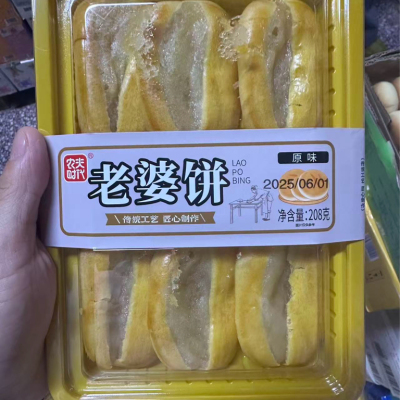 农夫
时代
老婆饼
LAO
PO
BING
传统工艺 匠心制作
原味
2025/06/01
净含量:208克